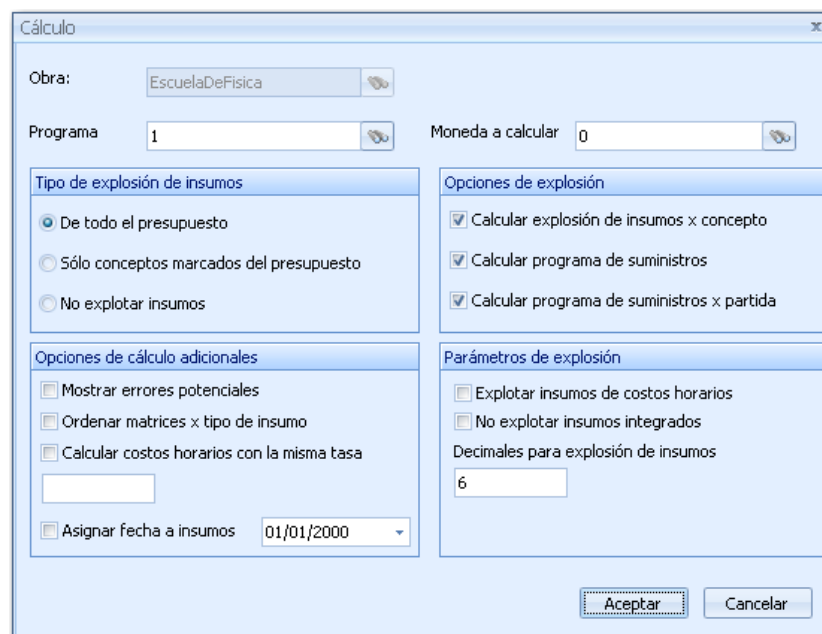 Cálculo
x
Obra:
EscuelaDeFisica
Programa
1
Moneda a calcular
0
Tipo de explosión de insumos
De todo el presupuesto
Sólo conceptos marcados del presupuesto
No explotar insumos
Opciones de explosión
Calcular explosión de insumos x concepto
Calcular programa de suministros
Calcular programa de suministros x partida
Opciones de cálculo adicionales
Mostrar errores potenciales
Ordenar matrices x tipo de insumo
Calcular costos horarios con la misma tasa
Asignar fecha a insumos
01/01/2000
Parámetros de explosión
Explotar insumos de costos horarios
No explotar insumos integrados
Decimales para explosión de insumos
6
Aceptar
Cancelar